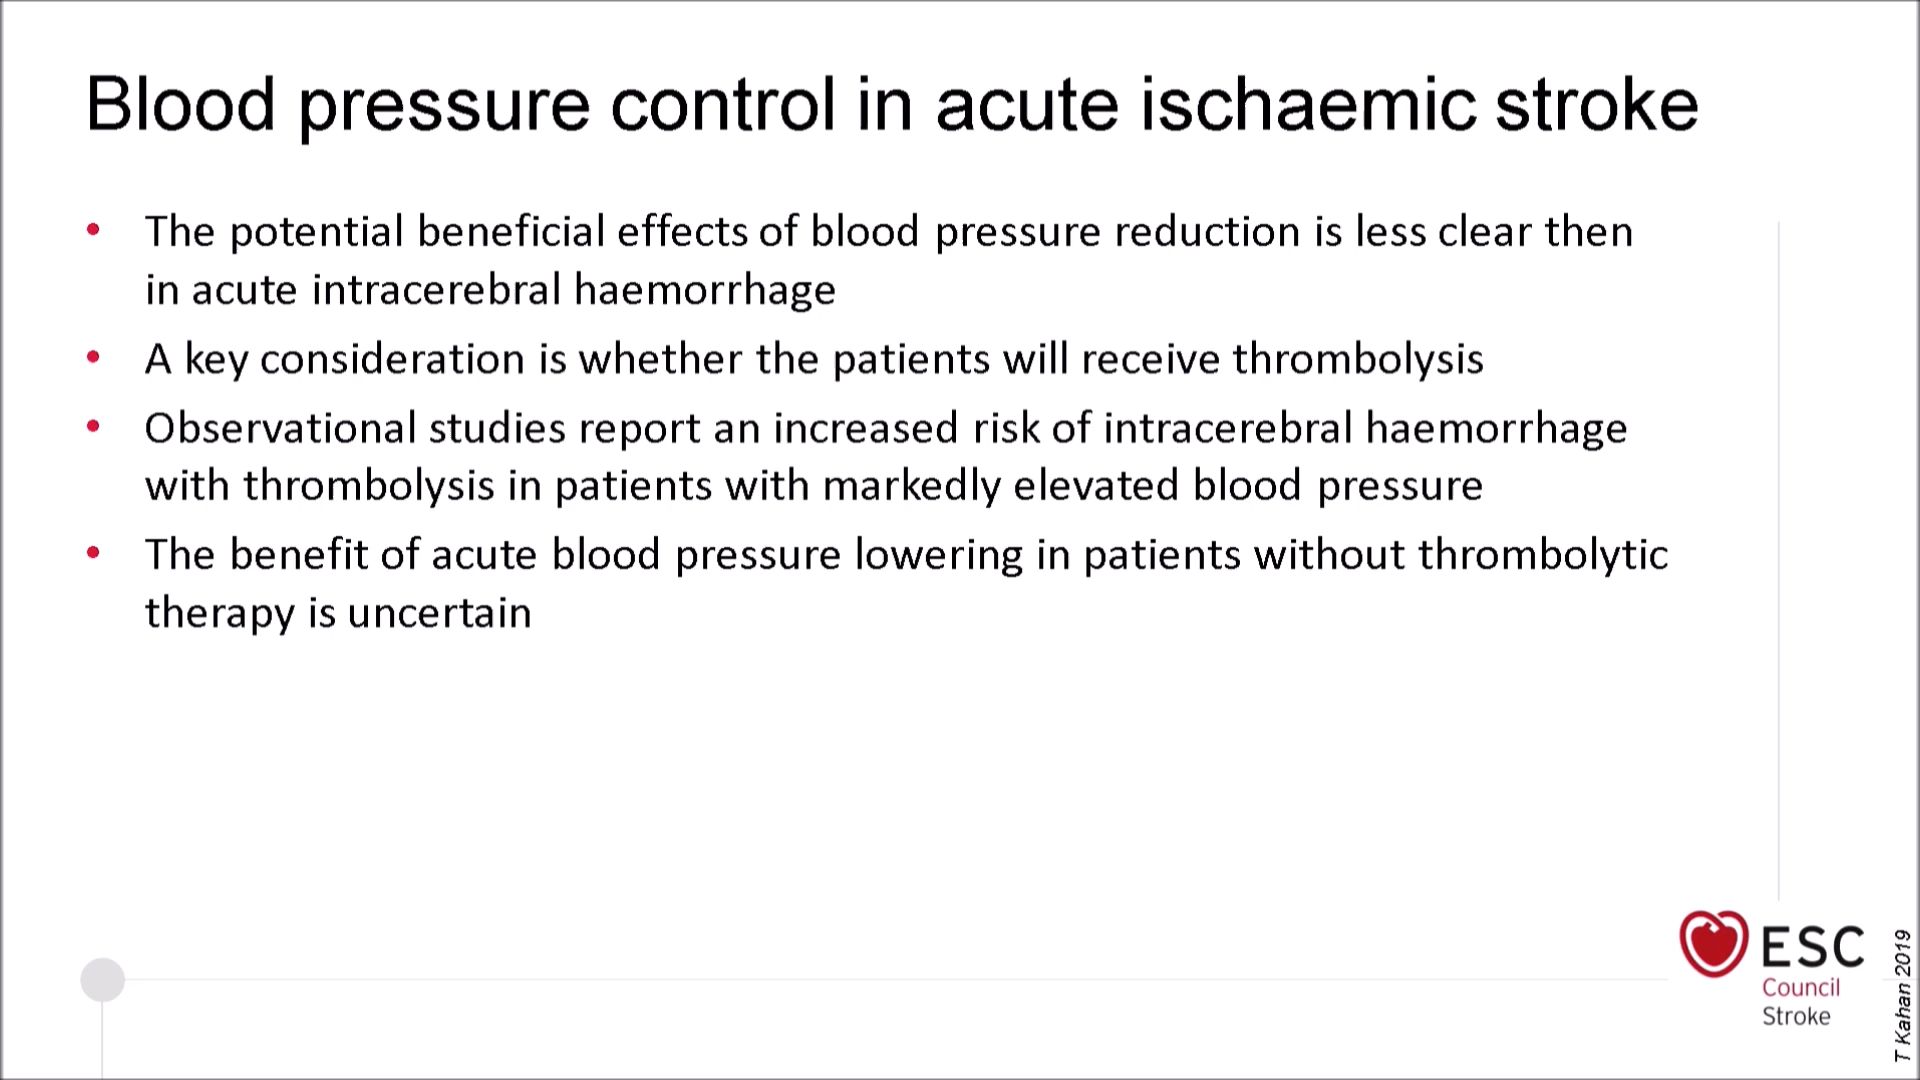 Blood pressure control in acute ischaemic stroke
• The potential beneficial effects of blood pressure reduction is less clear then
in acute intracerebral haemorrhage
• A key consideration is whether the patients will receive thrombolysis
• Observational studies report an increased risk of intracerebral haemorrhage
with thrombolysis in patients with markedly elevated blood pressure
• The benefit of acute blood pressure lowering in patients without thrombolytic
therapy is uncertain
ESC
Council
Stroke
T Kahan 2019